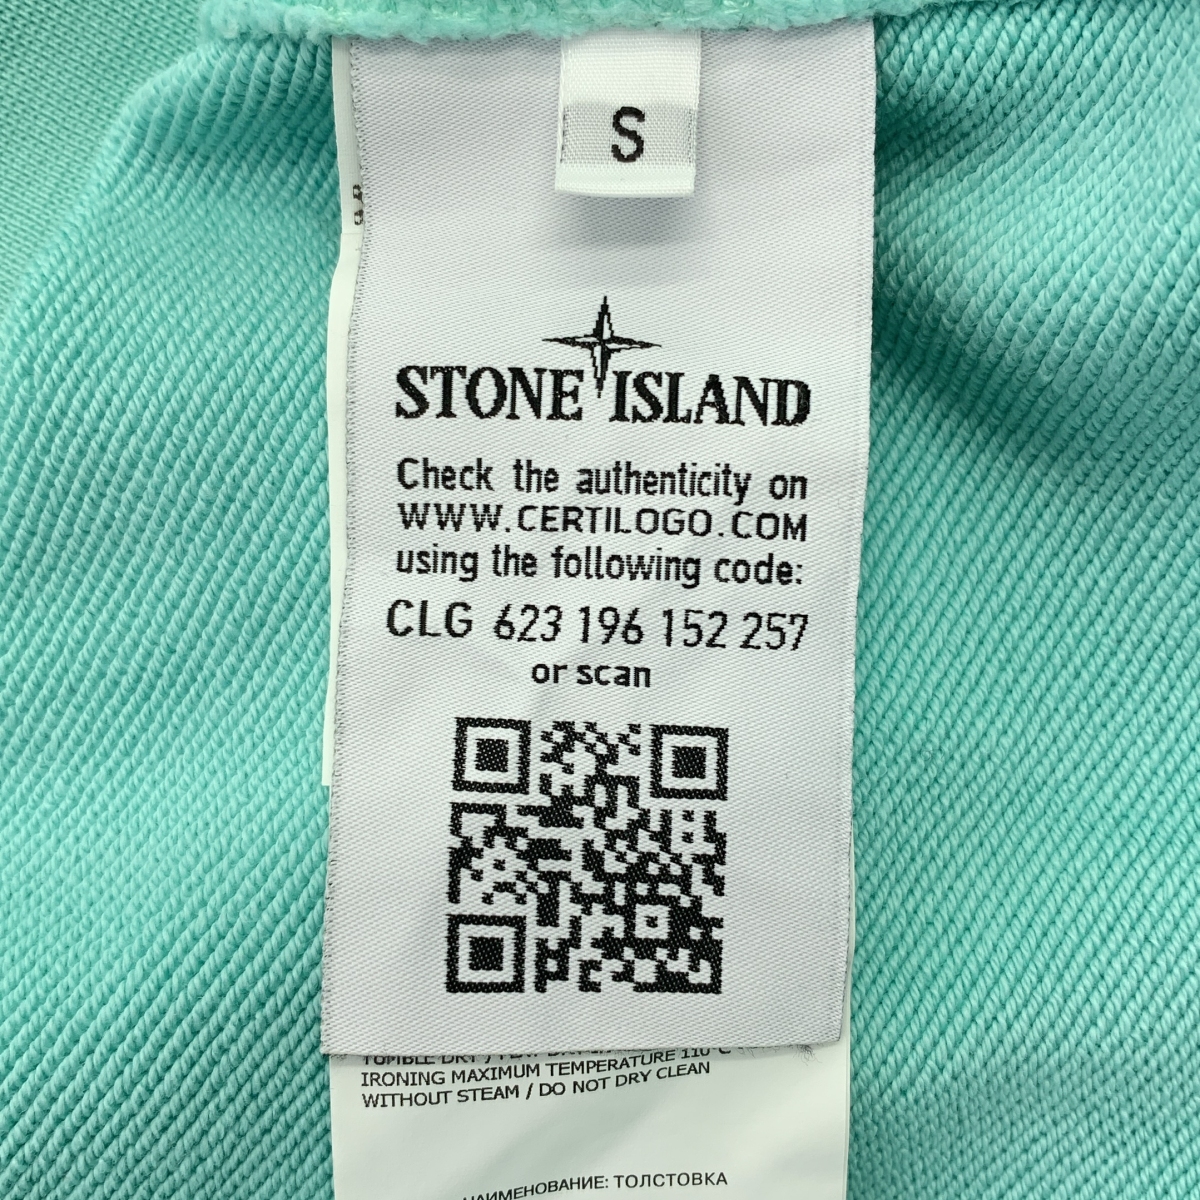 S
STONE ISLAND
Check the authenticity on
WWW.CERTILOGO.COM
using the following code:
CLG 623 196 152 257
or scan
IRONING MAXIMUM TEMPERATURE 110°C
WITHOUT STEAM / DO NOT DRY CLEAN
НАИМЕНОВАНИЕ: ТОЛСТОВКА